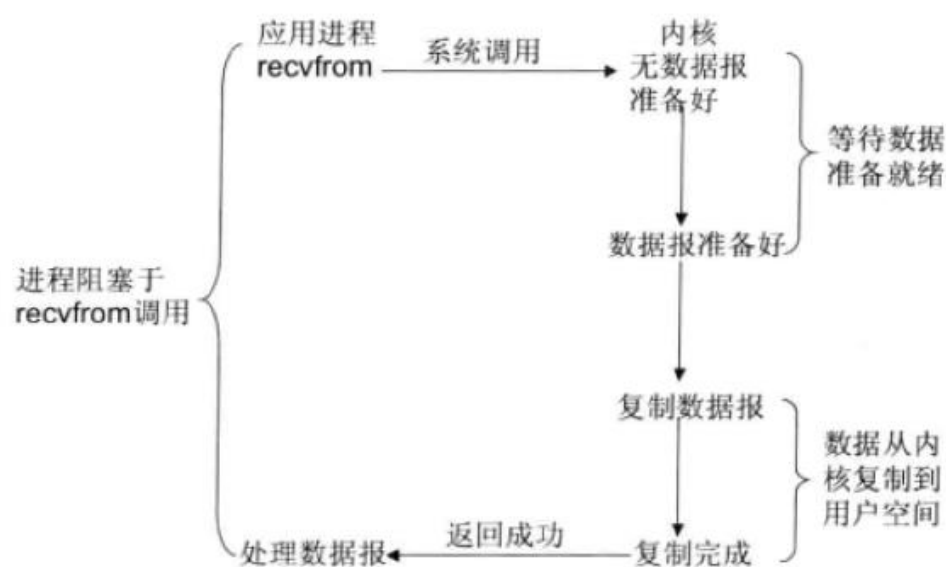 应用进程
recvfrom
系统调用
内核
无数据报
准备好
等待数据
准备就绪
数据报准备好
进程阻塞于
recvfrom调用
复制数据报
数据从内
核复制到
用户空间
返回成功
处理数据报
复制完成